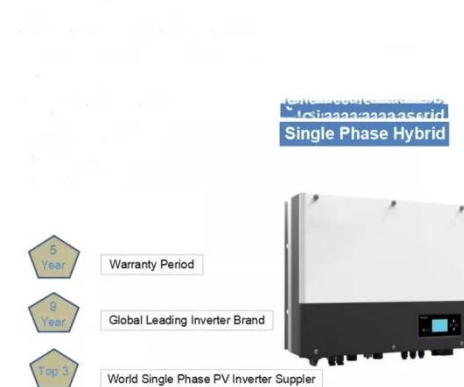 Single Phase Hybrid
5
Year
Warranty Period
9
Year
Global Leading Inverter Brand
Top 3
World Single Phase PV Inverter Suppler